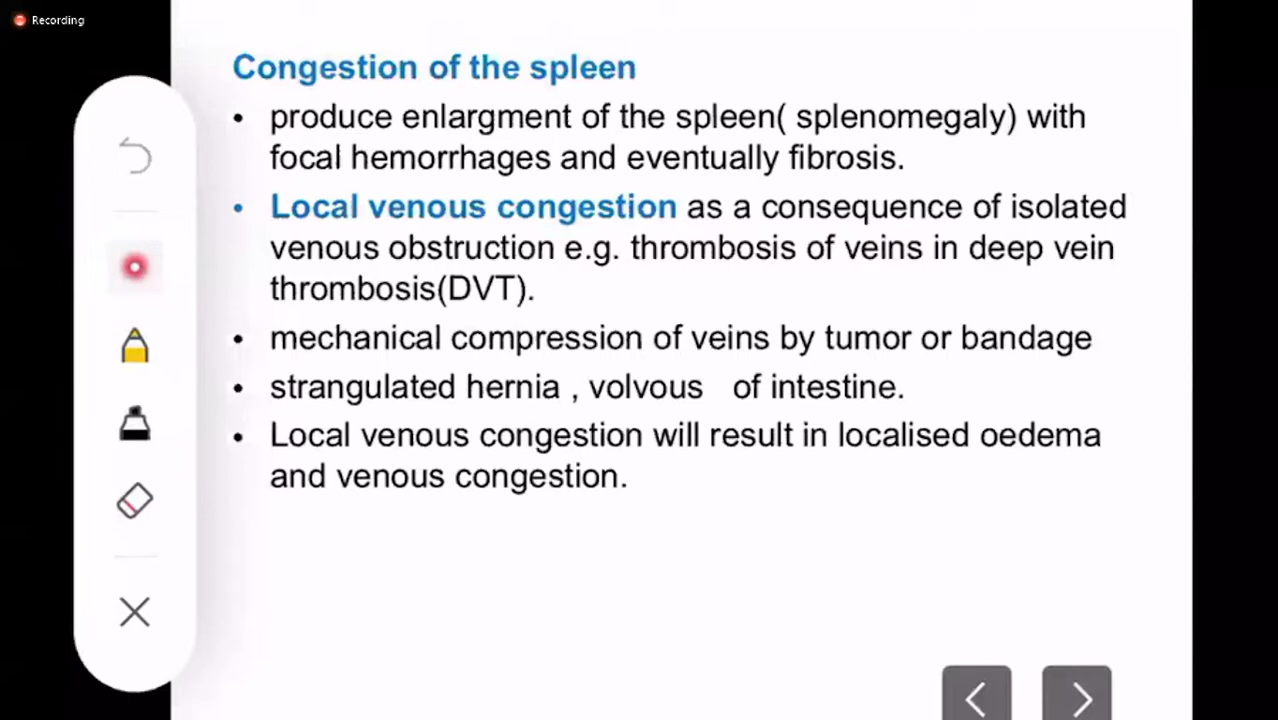 Recording
Congestion of the spleen
• produce enlargment of the spleen( splenomegaly) with
focal hemorrhages and eventually fibrosis.
• Local venous congestion as a consequence of isolated
venous obstruction e.g. thrombosis of veins in deep vein
thrombosis(DVT).
• mechanical compression of veins by tumor or bandage
• strangulated hernia , volvous of intestine.
• Local venous congestion will result in localised oedema
and venous congestion.